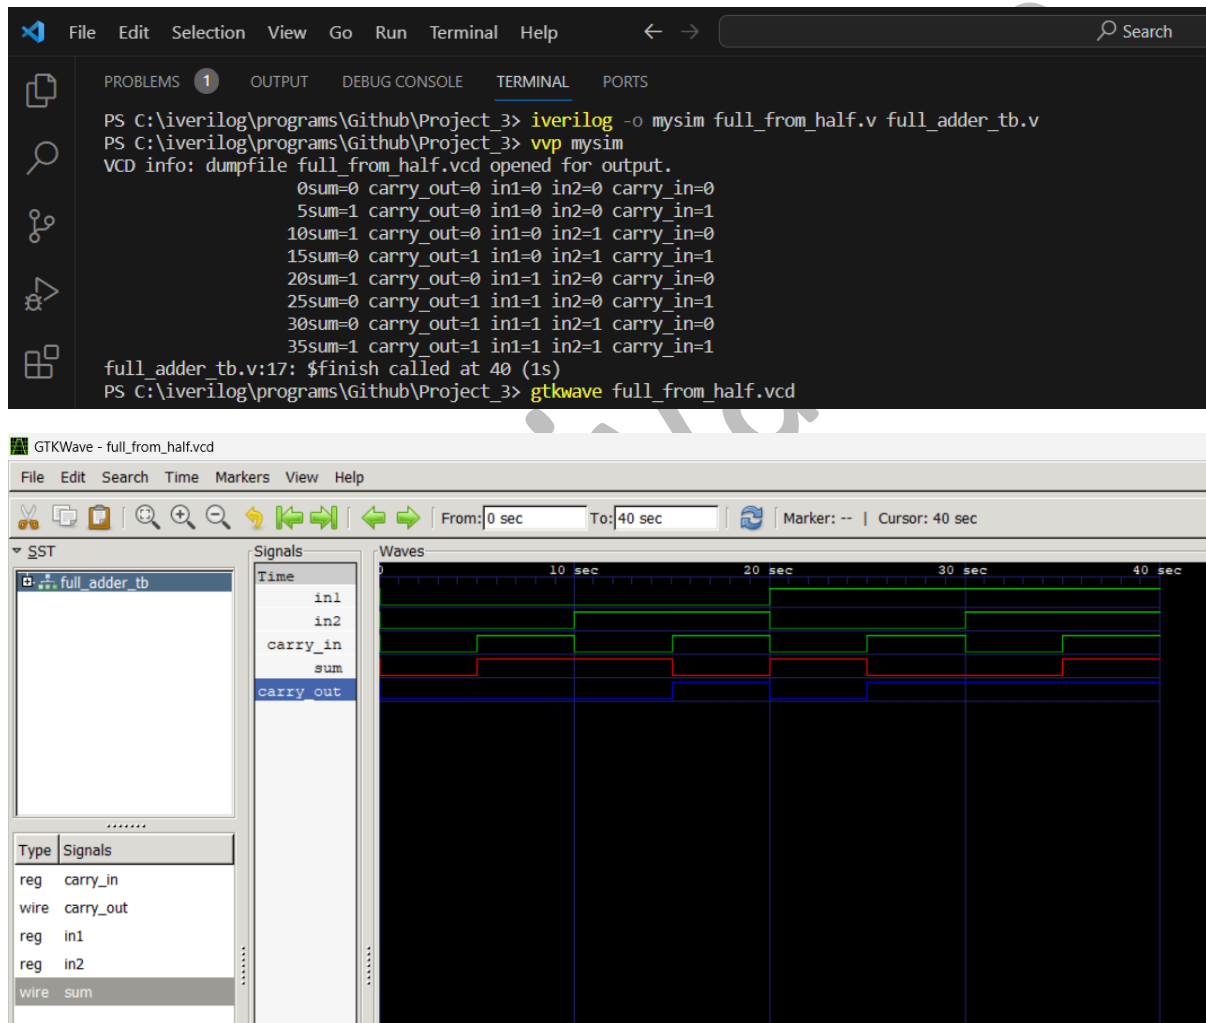 File Edit Selection View Go Run Terminal Help Search
PROBLEMS 1 OUTPUT DEBUG CONSOLE TERMINAL PORTS
PS C:\iverilog\programs\Github\Project_3> iverilog -o mysim full_from_half.v full_adder_tb.v
PS C:\iverilog\programs\Github\Project_3> vvp mysim
VCD info: dumpfile full_from_half.vcd opened for output.
0sum=0 carry_out=0 in1=0 in2=0 carry_in=0
5sum=1 carry_out=0 in1=0 in2=0 carry_in=1
10sum=1 carry_out=0 in1=0 in2=1 carry_in=0
15sum=0 carry_out=1 in1=0 in2=1 carry_in=1
20sum=1 carry_out=0 in1=1 in2=0 carry_in=0
25sum=0 carry_out=1 in1=1 in2=0 carry_in=1
30sum=0 carry_out=1 in1=1 in2=1 carry_in=0
35sum=1 carry_out=1 in1=1 in2=1 carry_in=1
full_adder_tb.v:17: $finish called at 40 (1s)
PS C:\iverilog\programs\Github\Project_3> gtkwave full_from_half.vcd
GTKWave - full_from_half.vcd
File Edit Search Time Markers View Help
From: 0 sec To: 40 sec Marker: -- | Cursor: 40 sec
SST
full_adder_tb
Type Signals
reg carry_in
wire carry_out
reg in1
reg in2
wire sum
Signals
Time
in1
in2
carry_in
sum
carry_out
Waves
0 10 sec 20 sec 30 sec 40 sec